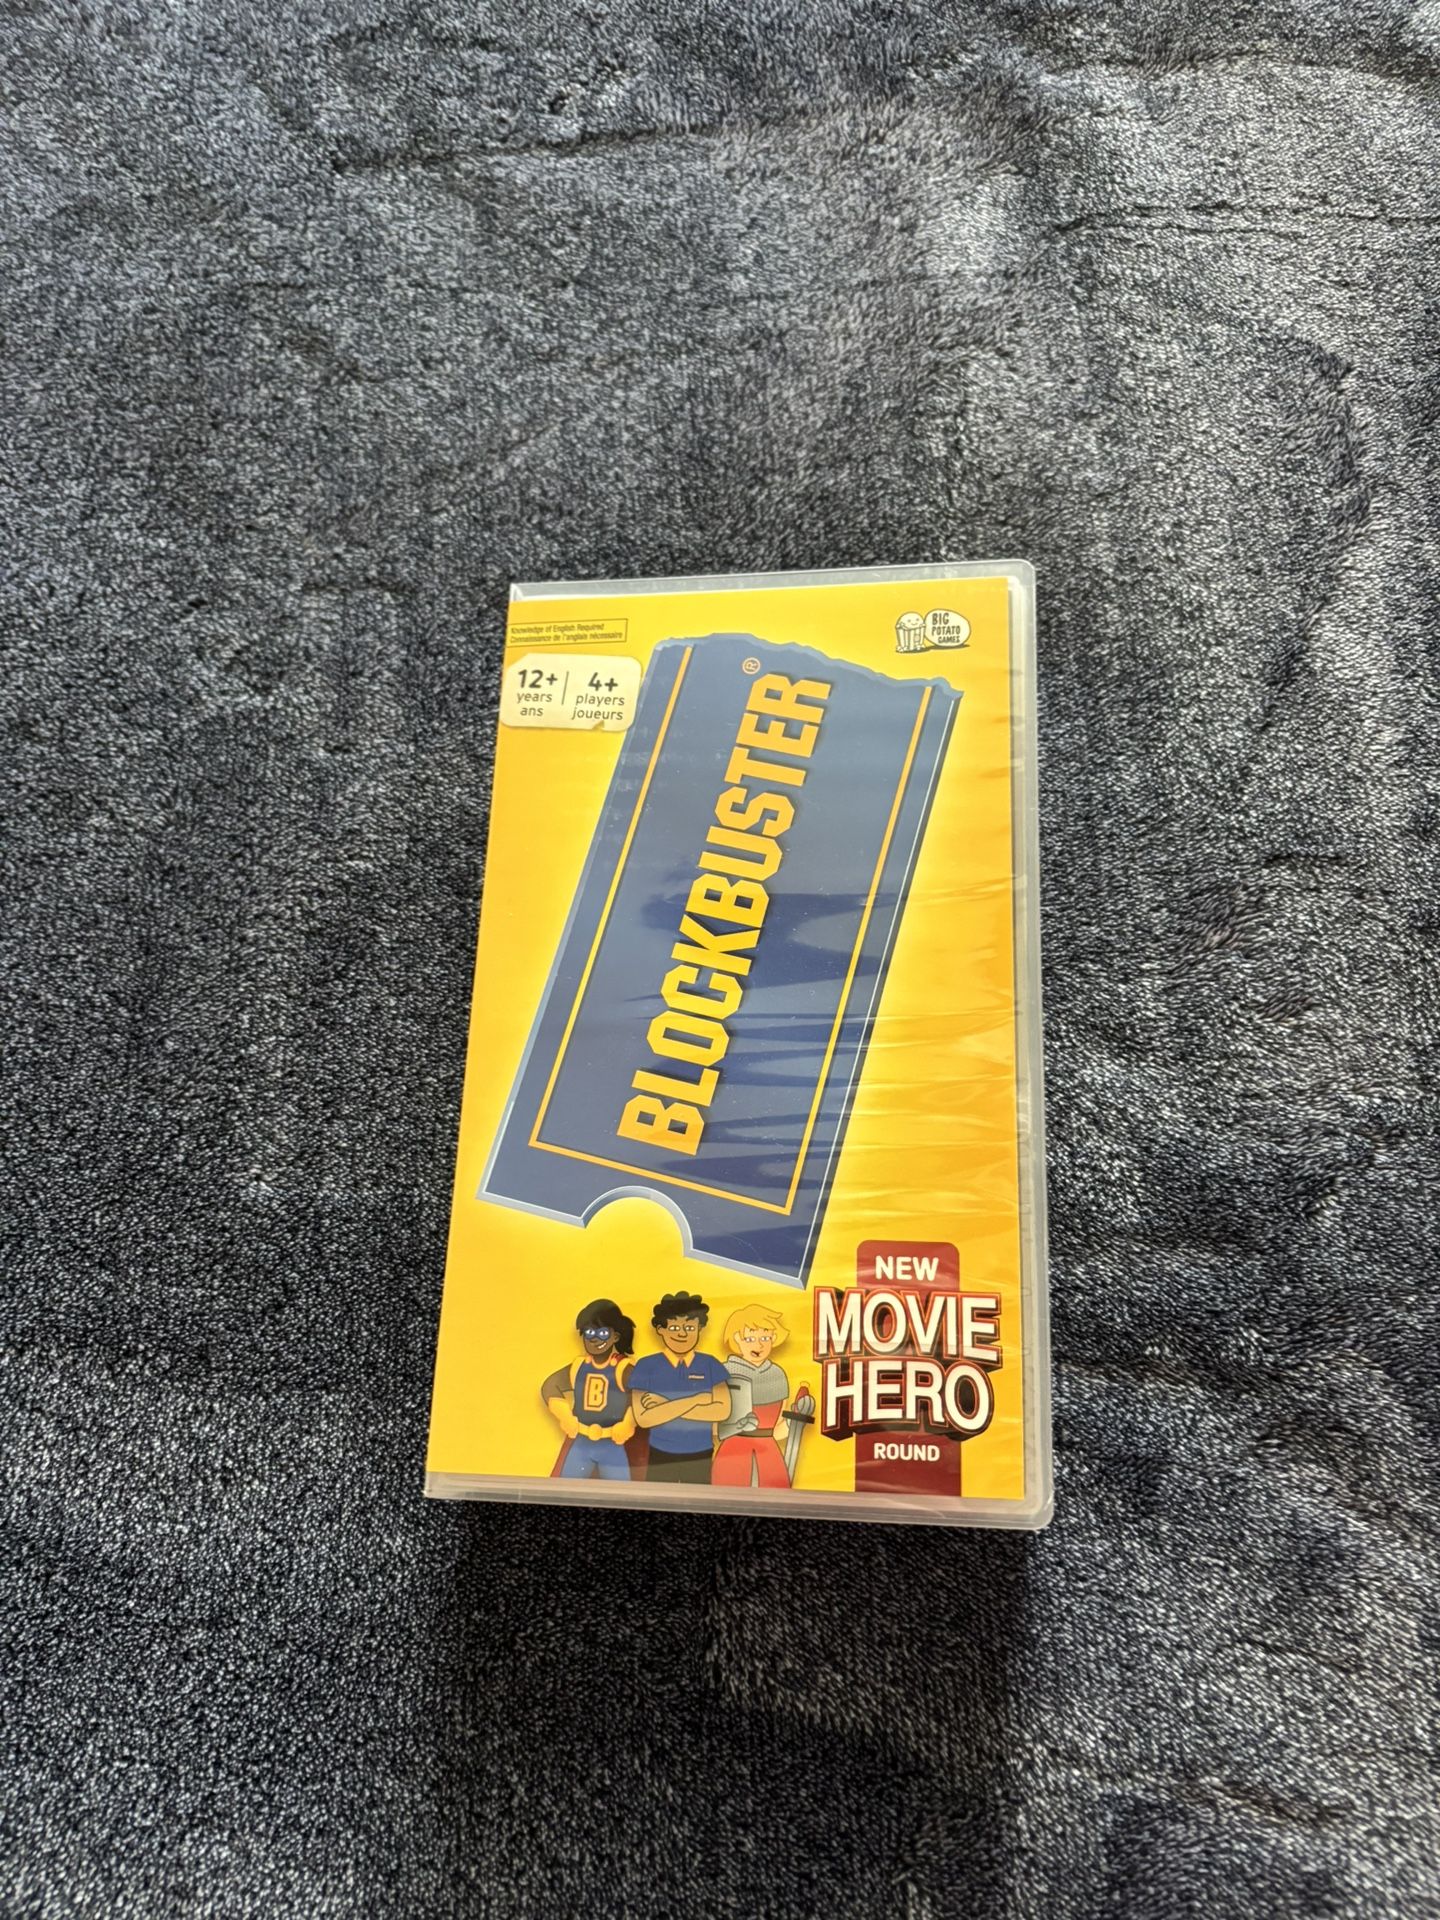 Knowledge of English Required
Connaissance de l'anglais nécessaire
BIG
POTATO
GAMES
12+
years
ans
4+
players
joueurs
BLOCKBUSTER®
B
NEW
MOVIE
HERO
ROUND